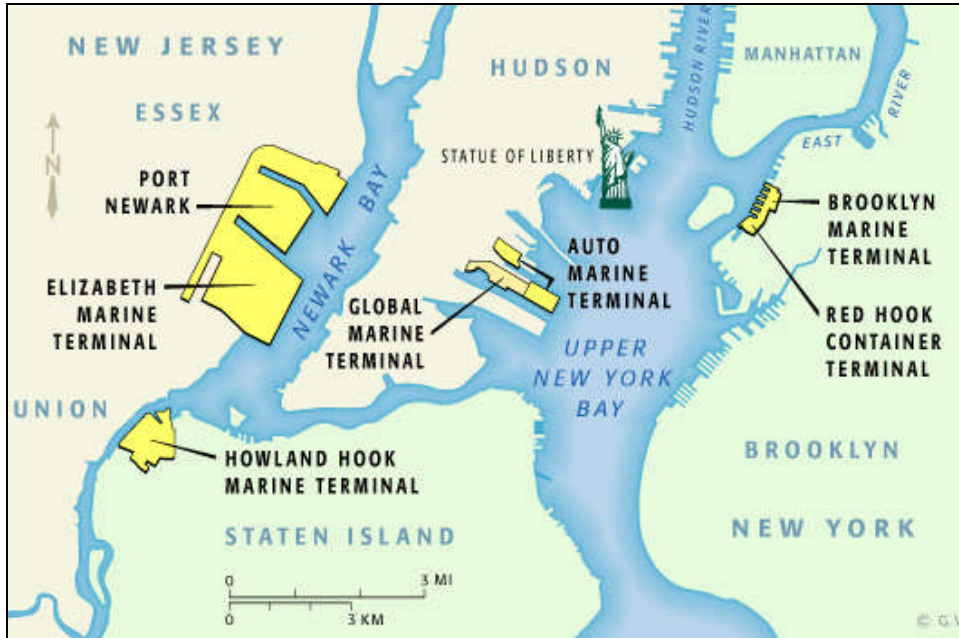 NEW JERSEY
HUDSON
HUDSON RIVER
MANHATTAN
ESSEX
EAST
RIVER
N
STATUE OF LIBERTY
PORT
NEWARK
NEWARK BAY
BROOKLYN
MARINE
TERMINAL
AUTO
MARINE
TERMINAL
ELIZABETH
MARINE
TERMINAL
GLOBAL
MARINE
TERMINAL
RED HOOK
CONTAINER
TERMINAL
UPPER
NEW YORK
BAY
UNION
HOWLAND HOOK
MARINE TERMINAL
BROOKLYN
STATEN ISLAND
NEW YORK
0
3 MI
0
3 KM
© G.